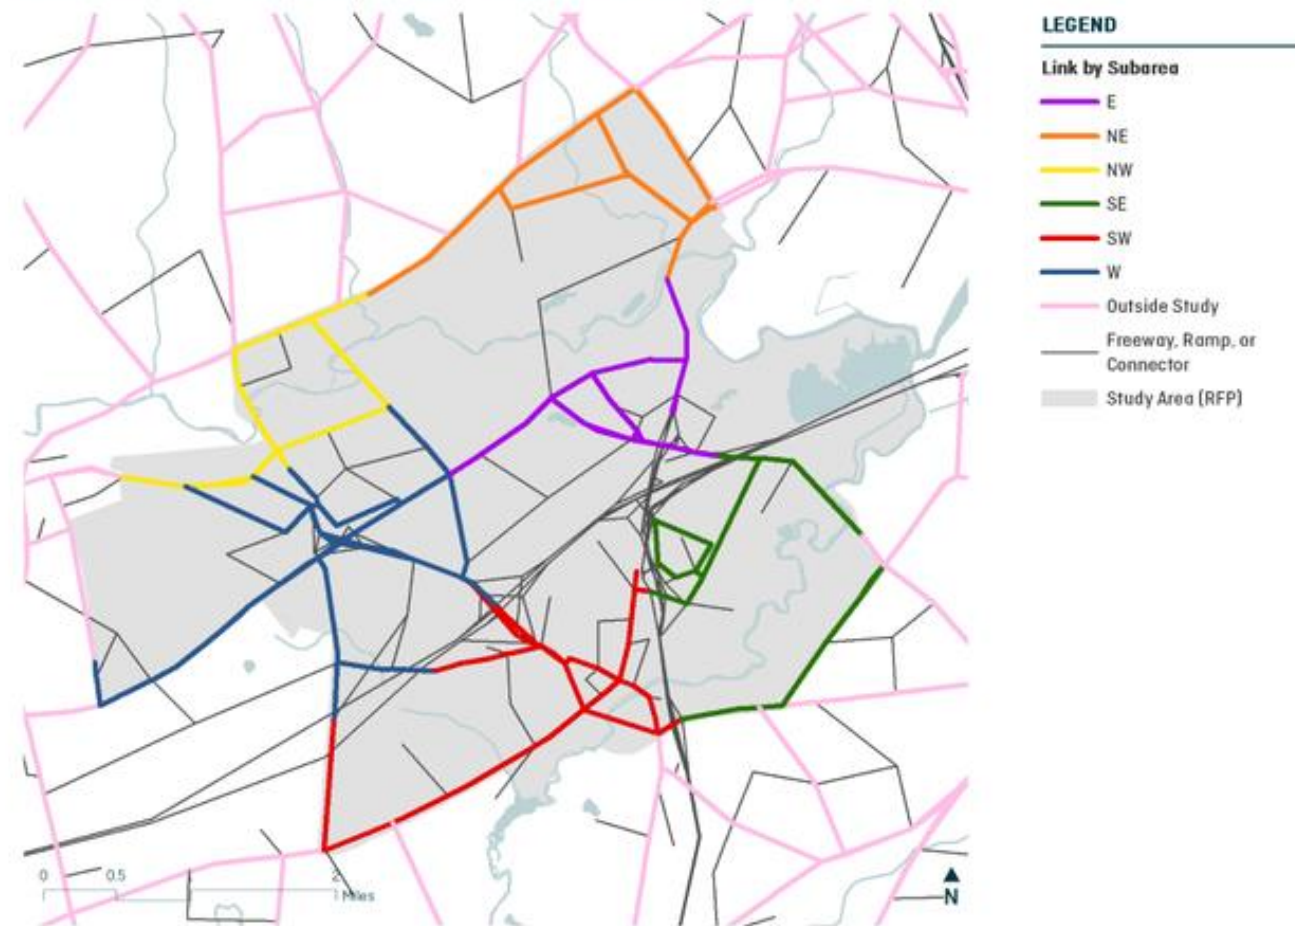 LEGEND
Link by Subarea
E
NE
NW
SE
SW
W
Outside Study
Freeway, Ramp, or
Connector
Study Area (RFP)
0 0.5 2
Miles
N